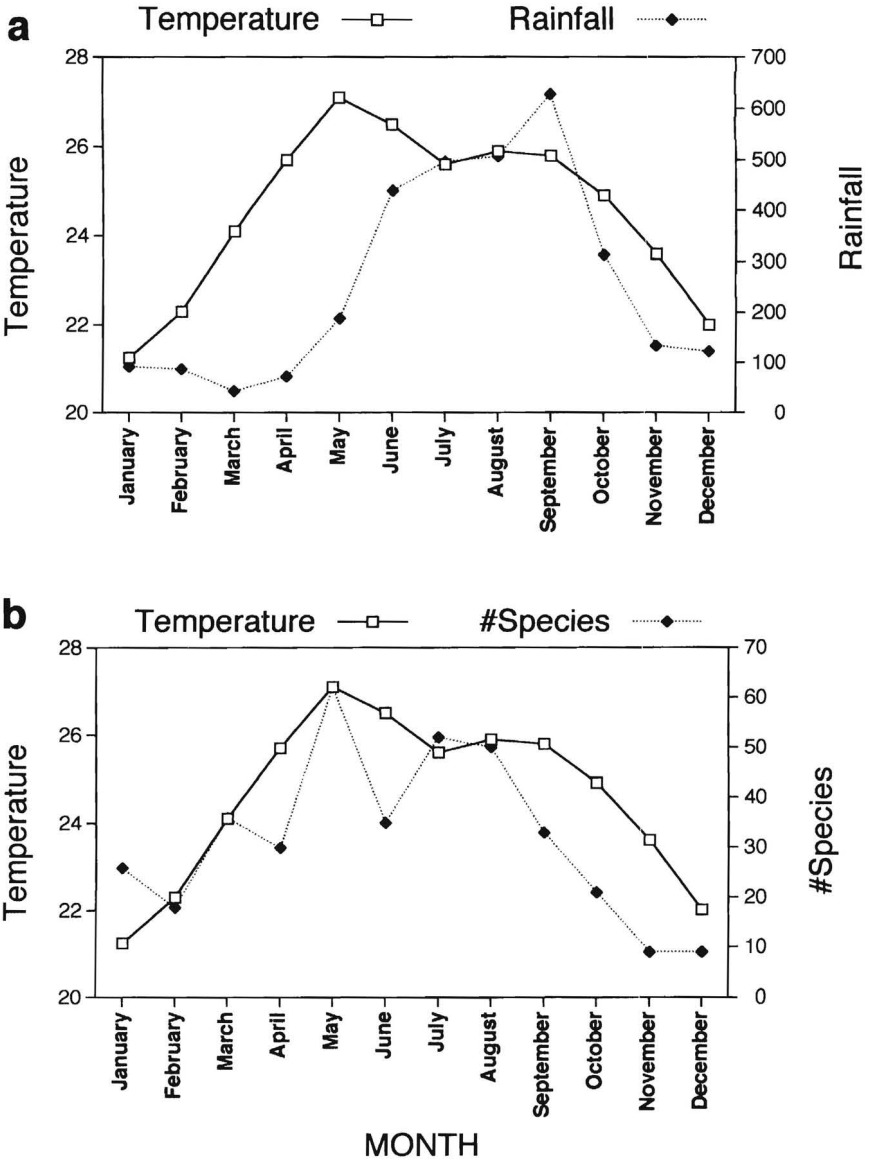 a
Temperature Rainfall
28 700
600
26 500
400
24 300
22 200
100
20 0
Temperature
Rainfall
January February March April May June July August September October November December
b
Temperature #Species
28 70
60
26 50
40
24 30
22 20
10
20 0
Temperature
#Species
January February March April May June July August September October November December
MONTH